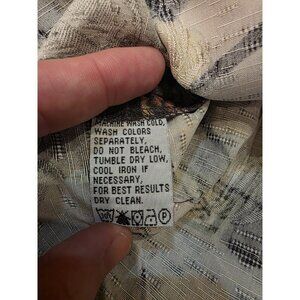 MACHINE WASH COLD,
WASH COLORS
SEPARATELY,
DO NOT BLEACH,
TUMBLE DRY LOW,
COOL IRON IF
NECESSARY,
FOR BEST RESULTS
DRY CLEAN.
P